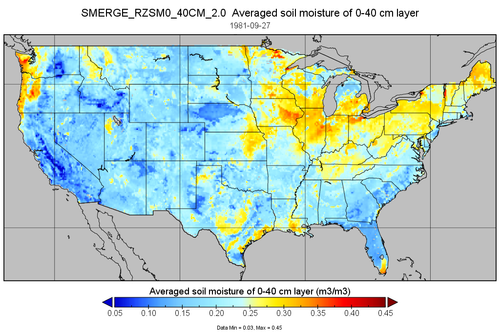 SMERGE_RZSM0_40CM_2.0 Averaged soil moisture of 0-40 cm layer
1981-09-27
Averaged soil moisture of 0-40 cm layer (m3/m3)
0.05 0.10 0.15 0.20 0.25 0.30 0.35 0.40 0.45
Data Min = 0.03, Max = 0.45